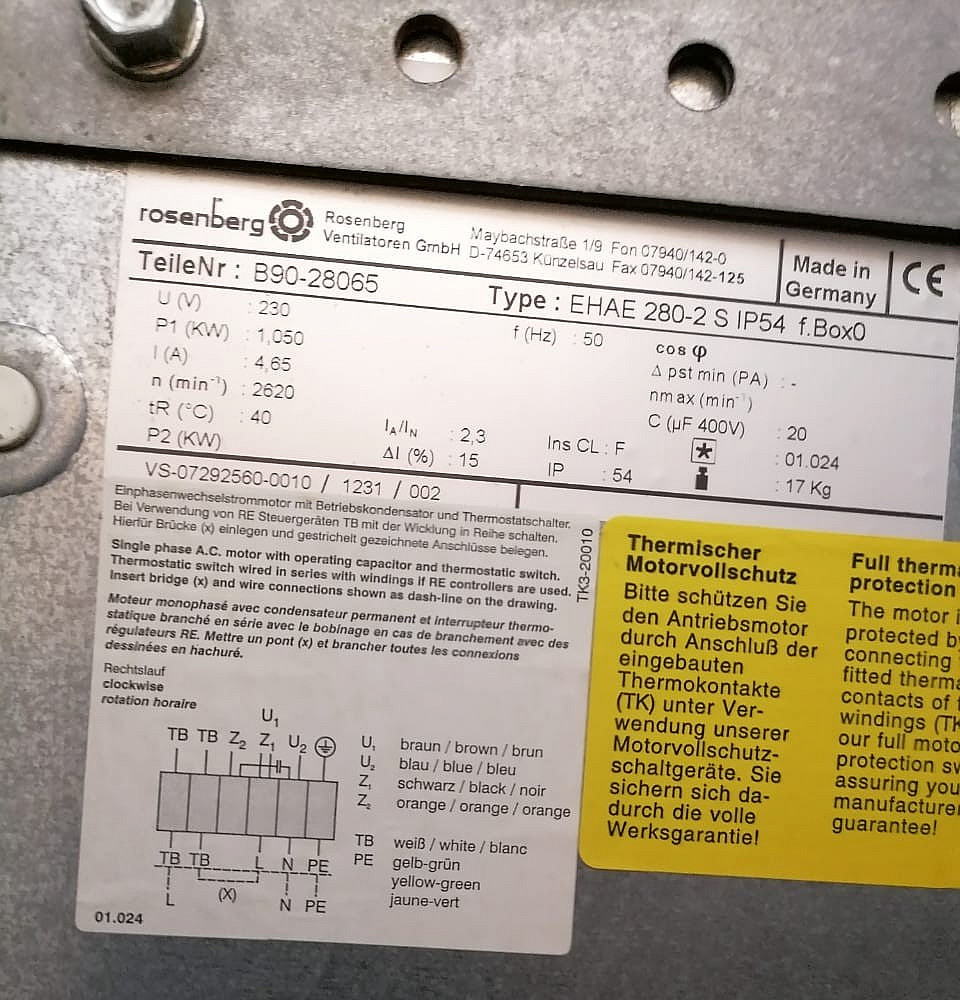 rosenberg
Rosenberg
Ventilatoren GmbH
Maybachstraße 1/9 Fon 07940/142-0
D-74653 Künzelsau Fax 07940/142-125
Made in
Germany
CE
TeileNr : B90-28065
Type : EHAE 280-2 S IP54 f.Box0
U (V) : 230
f (Hz) : 50
cos φ
P1 (KW) : 1,050
Δ pst min (PA) : -
I (A) : 4,65
nmax (min⁻¹)
n (min⁻¹) : 2620
C (µF 400V) : 20
tR (°C) : 40
I_A/I_N : 2,3
Ins CL : F
* : 01.024
P2 (KW)
ΔI (%) : 15
IP : 54
: 17 Kg
VS-07292560-0010 / 1231 / 002
Einphasenwechselstrommotor mit Betriebskondensator und Thermostatschalter.
Bei Verwendung von RE Steuergeräten TB mit der Wicklung in Reihe schalten.
Hierfür Brücke (x) einlegen und gestrichelt gezeichnete Anschlüsse belegen.
Single phase A.C. motor with operating capacitor and thermostatic switch.
Thermostatic switch wired in series with windings if RE controllers are used.
Insert bridge (x) and wire connections shown as dash-line on the drawing.
Moteur monophasé avec condensateur permanent et interrupteur thermo-
statique branché en série avec le bobinage en cas de branchement avec des
régulateurs RE. Mettre un pont (x) et brancher toutes les connexions
dessinées en hachuré.
TK3-20010
Rechtslauf
clockwise
rotation horaire
U₁
TB TB Z₂ Z₁ U₂
TB TB L N PE
L (X) N PE
U₁ braun / brown / brun
U₂ blau / blue / bleu
Z₁ schwarz / black / noir
Z₂ orange / orange / orange
TB weiß / white / blanc
PE gelb-grün
yellow-green
jaune-vert
01.024
Thermischer
Motorvollschutz
Bitte schützen Sie
den Antriebsmotor
durch Anschluß der
eingebauten
Thermokontakte
(TK) unter Ver-
wendung unserer
Motorvollschutz-
schaltgeräte. Sie
sichern sich da-
durch die volle
Werksgarantie!
Full therma
protection
The motor i
protected by
connecting
fitted therma
contacts of
windings (TK
our full moto
protection sw
assuring you
manufacturer
guarantee!